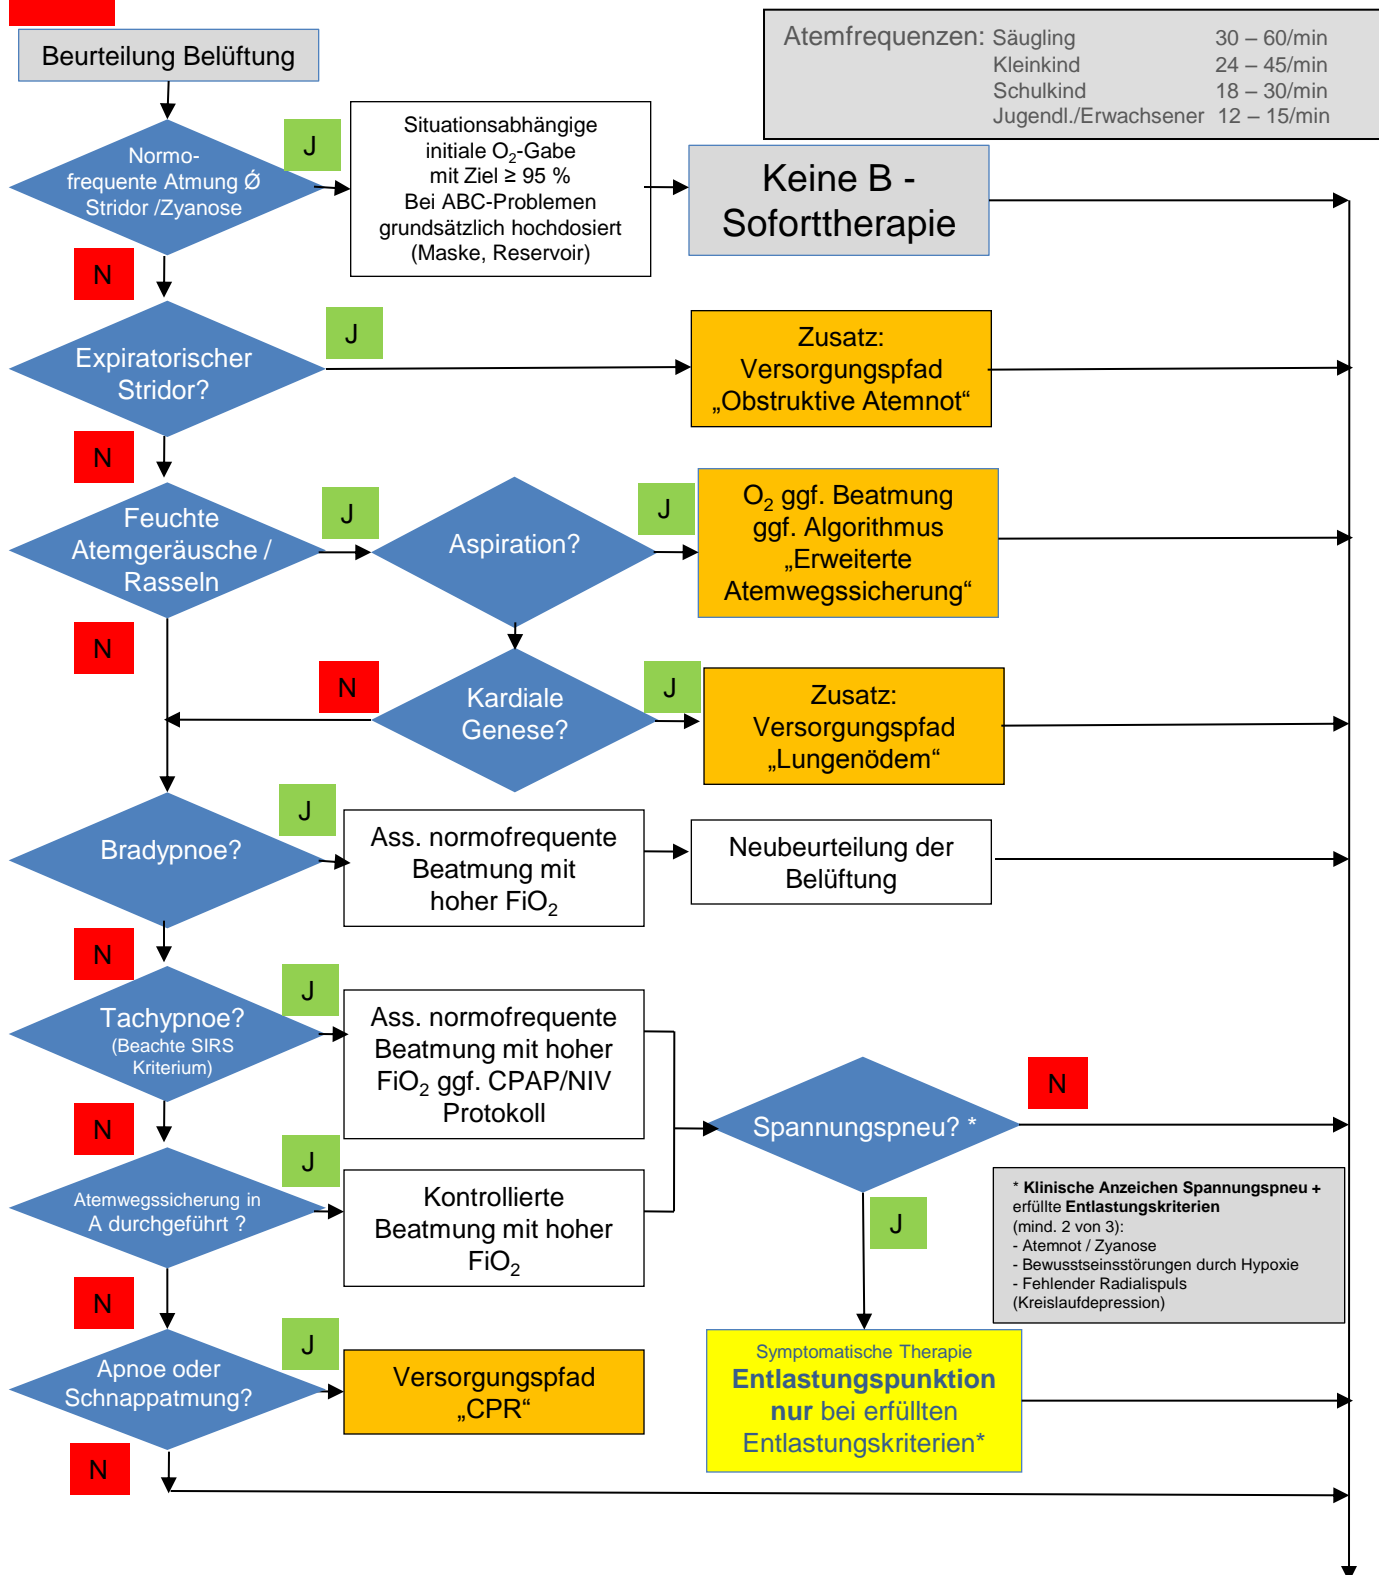 Beurteilung Belüftung
Atemfrequenzen: Säugling 30 – 60/min
Kleinkind 24 – 45/min
Schulkind 18 – 30/min
Jugendl./Erwachsener 12 – 15/min
Normo-
frequente Atmung Ø
Stridor /Zyanose
J
Situationsabhängige
initiale O₂-Gabe
mit Ziel ≥ 95 %
Bei ABC-Problemen
grundsätzlich hochdosiert
(Maske, Reservoir)
Keine B -
Soforttherapie
N
Expiratorischer
Stridor?
J
Zusatz:
Versorgungspfad
„Obstruktive Atemnot“
N
Feuchte
Atemgeräusche /
Rasseln
J
Aspiration?
J
O₂ ggf. Beatmung
ggf. Algorithmus
„Erweiterte
Atemwegssicherung“
N
N
Kardiale
Genese?
J
Zusatz:
Versorgungspfad
„Lungenödem“
Bradypnoe?
J
Ass. normofrequente
Beatmung mit
hoher FiO₂
Neubeurteilung der
Belüftung
N
Tachypnoe?
(Beachte SIRS
Kriterium)
J
Ass. normofrequente
Beatmung mit hoher
FiO₂ ggf. CPAP/NIV
Protokoll
Spannungspneu? *
N
N
Atemwegssicherung in
A durchgeführt ?
J
Kontrollierte
Beatmung mit hoher
FiO₂
J
* Klinische Anzeichen Spannungspneu +
erfüllte Entlastungskriterien
(mind. 2 von 3):
- Atemnot / Zyanose
- Bewusstseinsstörungen durch Hypoxie
- Fehlender Radialispuls
(Kreislaufdepression)
N
Apnoe oder
Schnappatmung?
J
Versorgungspfad
„CPR“
Symptomatische Therapie
Entlastungspunktion
nur bei erfüllten
Entlastungskriterien*
N